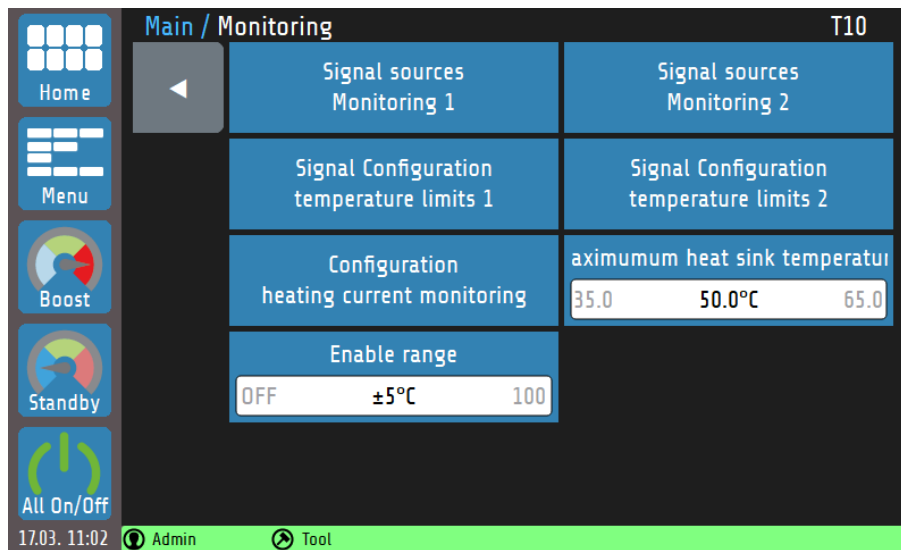 Main / Monitoring
T10
Home
Signal sources
Monitoring 1
Signal sources
Monitoring 2
Menu
Signal Configuration
temperature limits 1
Signal Configuration
temperature limits 2
Boost
Configuration
heating current monitoring
aximumum heat sink temperatur
35.0 50.0°C 65.0
Standby
Enable range
OFF ±5°C 100
All On/Off
17.03. 11:02
Admin
Tool